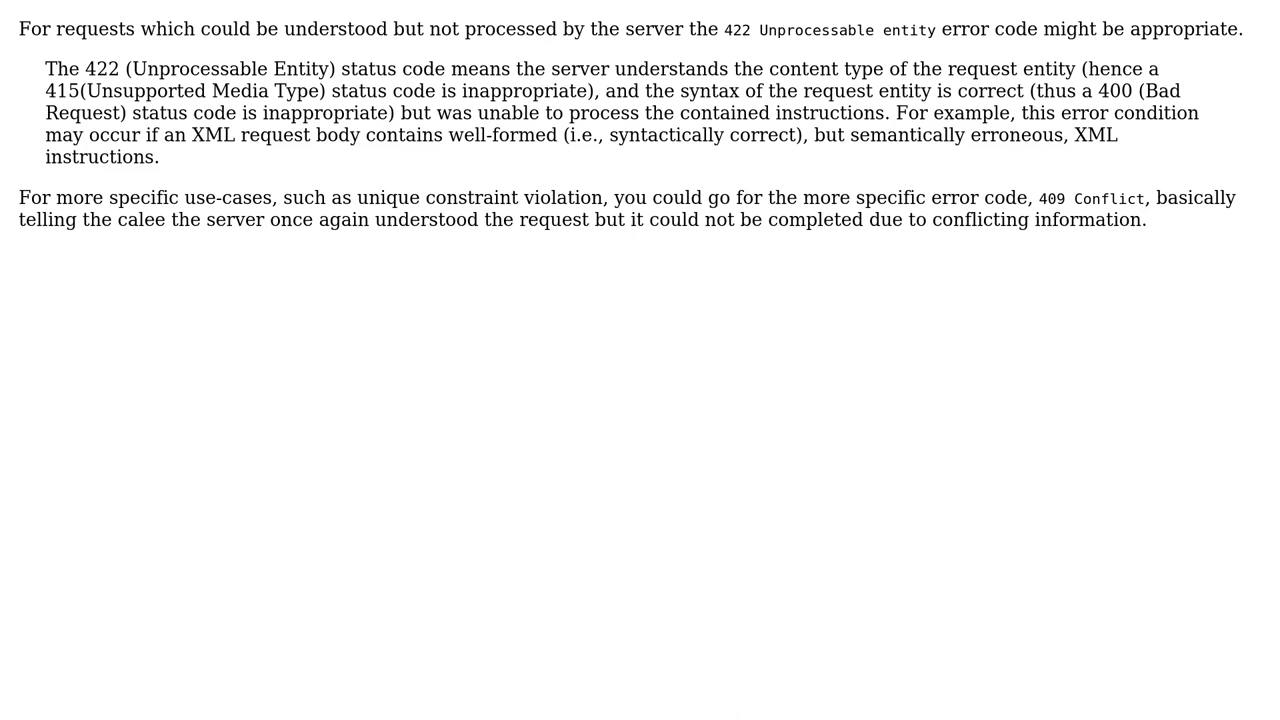 For requests which could be understood but not processed by the server the 422 Unprocessable entity error code might be appropriate.
The 422 (Unprocessable Entity) status code means the server understands the content type of the request entity (hence a
415(Unsupported Media Type) status code is inappropriate), and the syntax of the request entity is correct (thus a 400 (Bad
Request) status code is inappropriate) but was unable to process the contained instructions. For example, this error condition
may occur if an XML request body contains well-formed (i.e., syntactically correct), but semantically erroneous, XML
instructions.
For more specific use-cases, such as unique constraint violation, you could go for the more specific error code, 409 Conflict, basically
telling the calee the server once again understood the request but it could not be completed due to conflicting information.